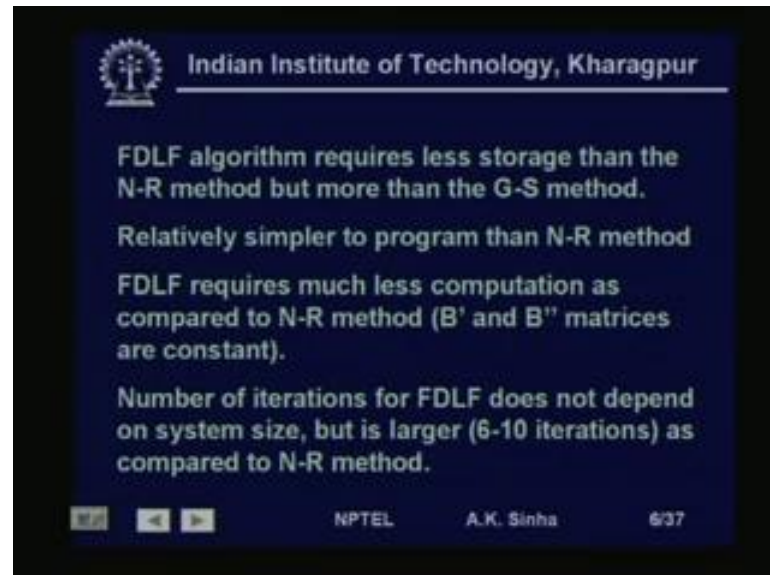 Indian Institute of Technology, Kharagpur
FDLF algorithm requires less storage than the
N-R method but more than the G-S method.
Relatively simpler to program than N-R method
FDLF requires much less computation as
compared to N-R method (B' and B'' matrices
are constant).
Number of iterations for FDLF does not depend
on system size, but is larger (6-10 iterations) as
compared to N-R method.
NPTEL A.K. Sinha 6/37